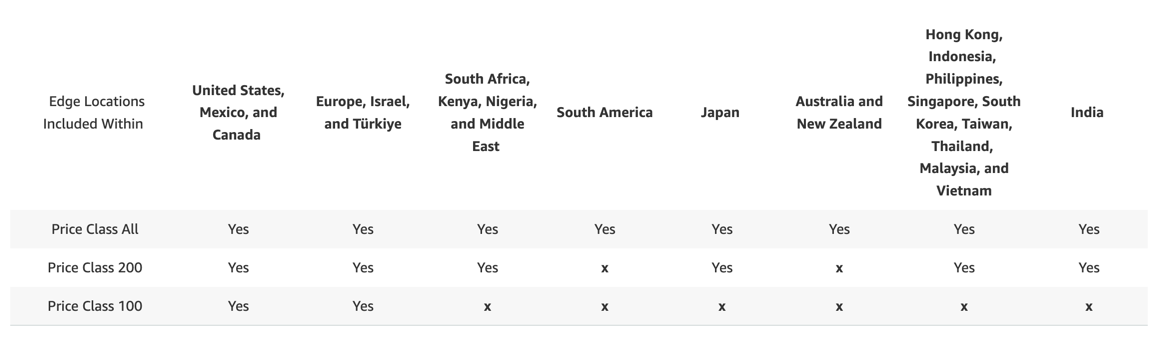 Edge Locations
Included Within
United States,
Mexico, and
Canada
Europe, Israel,
and Türkiye
South Africa,
Kenya, Nigeria,
and Middle
East
South America
Japan
Australia and
New Zealand
Hong Kong,
Indonesia,
Philippines,
Singapore, South
Korea, Taiwan,
Thailand,
Malaysia, and
Vietnam
India
Price Class All Yes Yes Yes Yes Yes Yes Yes Yes
Price Class 200 Yes Yes Yes x Yes x Yes Yes
Price Class 100 Yes Yes x x x x x x